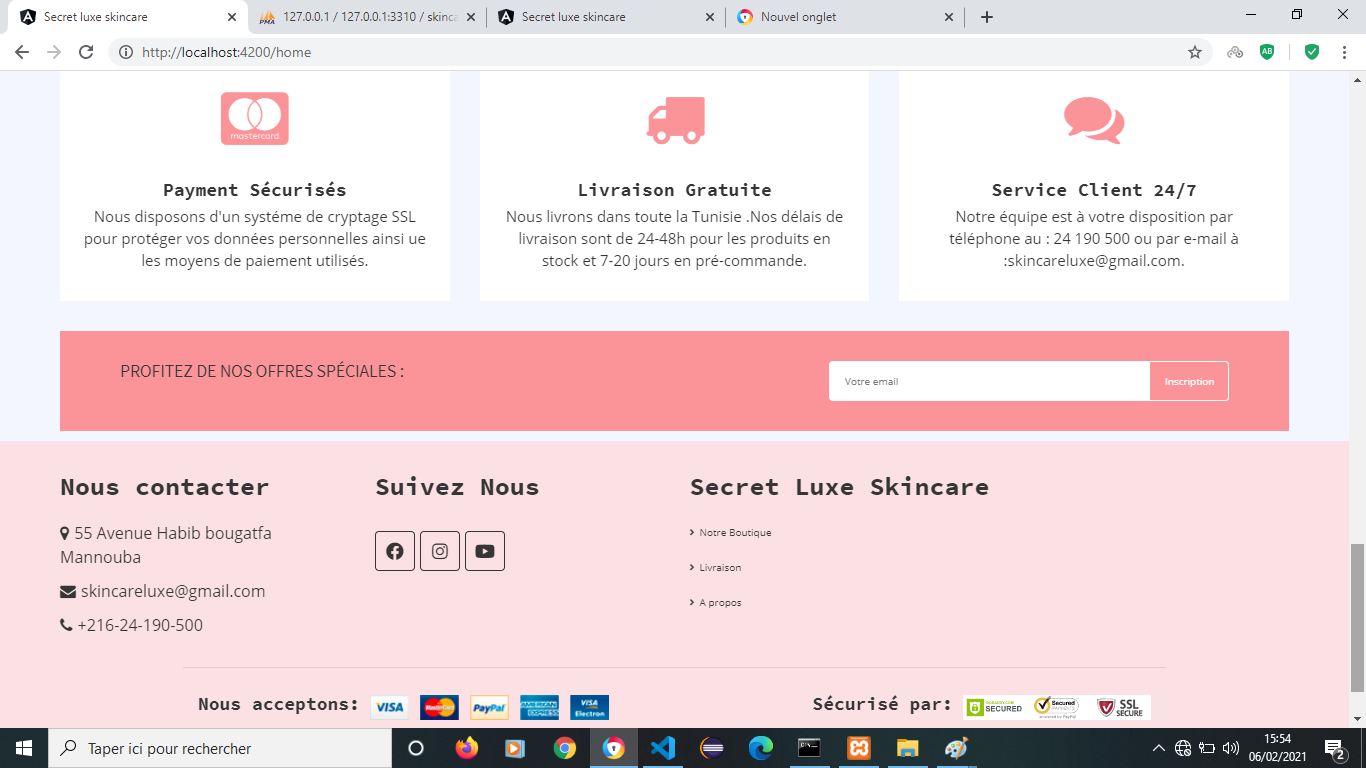 Secret luxe skincare
127.0.0.1 / 127.0.0.1:3310 / skinca
Secret luxe skincare
Nouvel onglet
http://localhost:4200/home
mastercard
Payment Sécurisés
Nous disposons d'un systéme de cryptage SSL
pour protéger vos données personnelles ainsi ue
les moyens de paiement utilisés.
Livraison Gratuite
Nous livrons dans toute la Tunisie .Nos délais de
livraison sont de 24-48h pour les produits en
stock et 7-20 jours en pré-commande.
Service Client 24/7
Notre équipe est à votre disposition par
téléphone au : 24 190 500 ou par e-mail à
:skincareluxe@gmail.com.
PROFITEZ DE NOS OFFRES SPÉCIALES :
Votre email
Inscription
Nous contacter
55 Avenue Habib bougatfa
Mannouba
skincareluxe@gmail.com
+216-24-190-500
Suivez Nous
Secret Luxe Skincare
Notre Boutique
Livraison
A propos
Nous acceptons:
VISA
MasterCard
PayPal
AMERICAN EXPRESS
VISA Electron
Sécurisé par:
SECURED
Secured
SSL
SECURE
Taper ici pour rechercher
15:54
06/02/2021
2